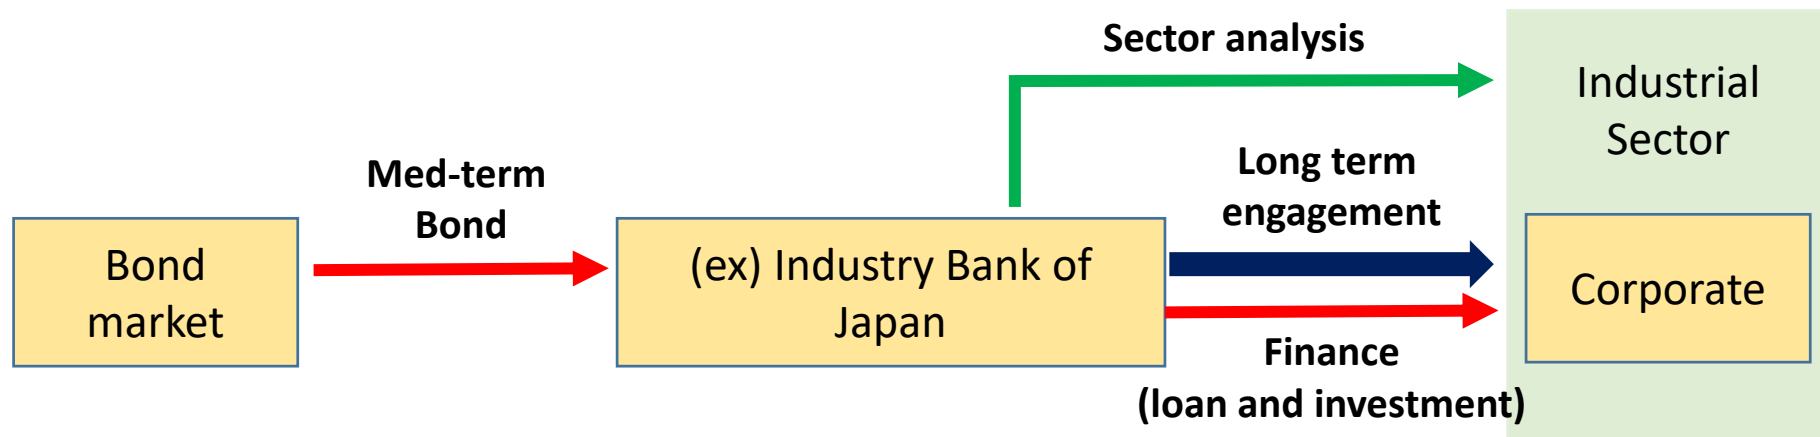 Sector analysis
Industrial
Sector
Med-term
Bond
Long term
engagement
Bond
market
(ex) Industry Bank of
Japan
Corporate
Finance
(loan and investment)